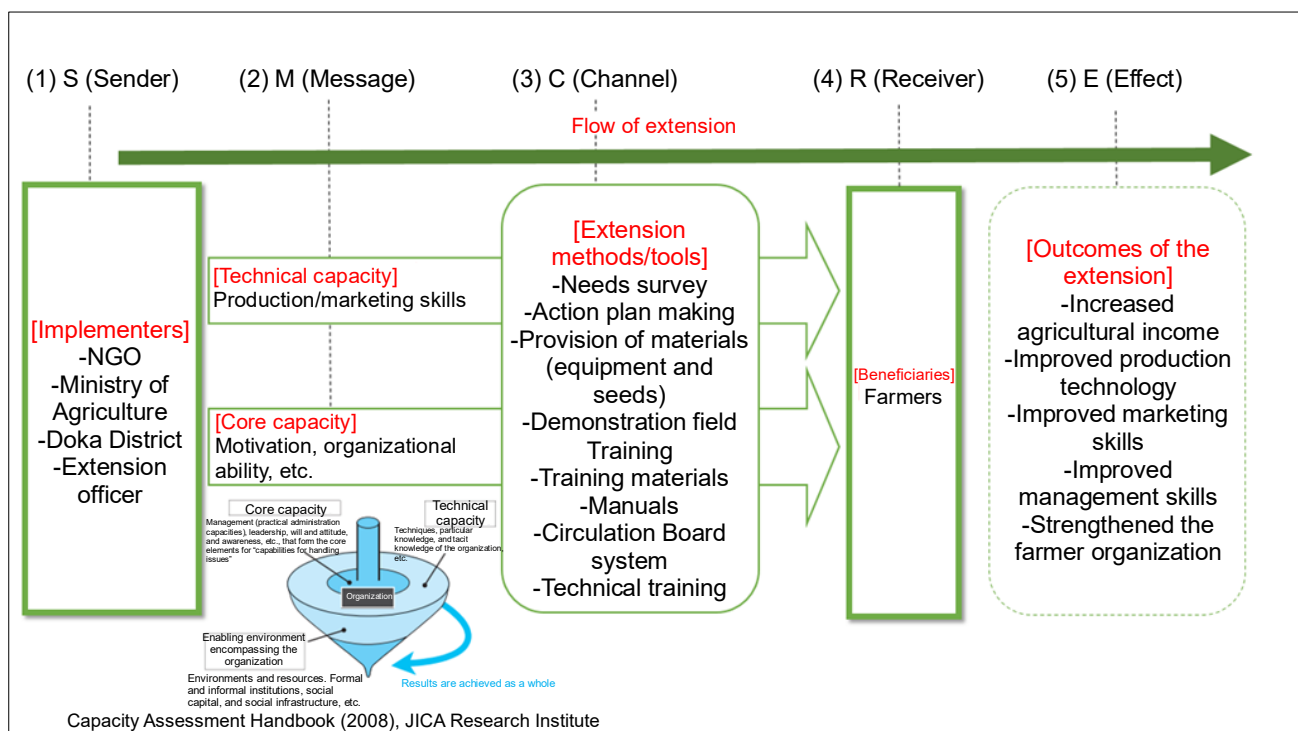 (1) S (Sender)
(2) M (Message)
(3) C (Channel)
(4) R (Receiver)
(5) E (Effect)
Flow of extension
[Implementers]
-NGO
-Ministry of
Agriculture
-Doka District
-Extension
officer
[Technical capacity]
Production/marketing skills
[Core capacity]
Motivation, organizational
ability, etc.
Core capacity
Management (practical administration
capacities), leadership, will and attitude,
and awareness, etc., that form the core
elements for “capabilities for handling
issues”
Technical
capacity
Techniques, particular
knowledge, and tacit
knowledge of the organization,
etc.
Organization
Enabling environment
encompassing the
organization
Environments and resources. Formal
and informal institutions, social
capital, and social infrastructure, etc.
Results are achieved as a whole
Capacity Assessment Handbook (2008), JICA Research Institute
[Extension
methods/tools]
-Needs survey
-Action plan making
-Provision of materials
(equipment and
seeds)
-Demonstration field
Training
-Training materials
-Manuals
-Circulation Board
system
-Technical training
[Beneficiaries]
Farmers
[Outcomes of the
extension]
-Increased
agricultural income
-Improved production
technology
-Improved marketing
skills
-Improved
management skills
-Strengthened the
farmer organization